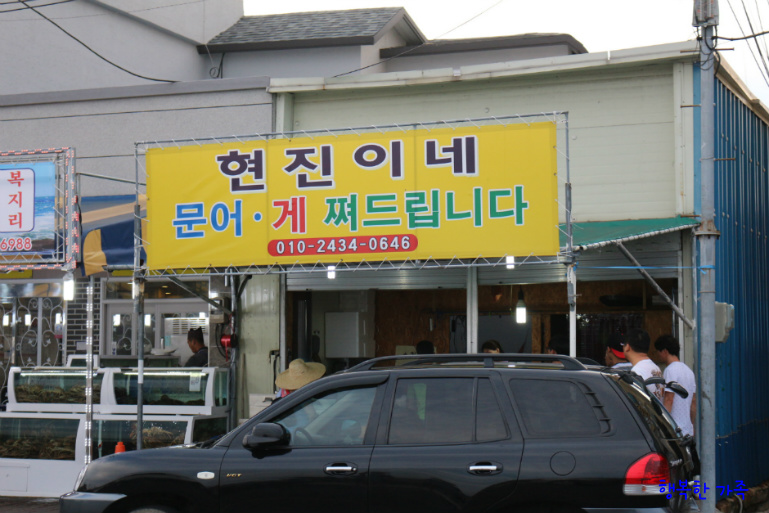 현진이네
문어·게 쪄드립니다
010-2434-0646
복지리
6988
행복한 가족